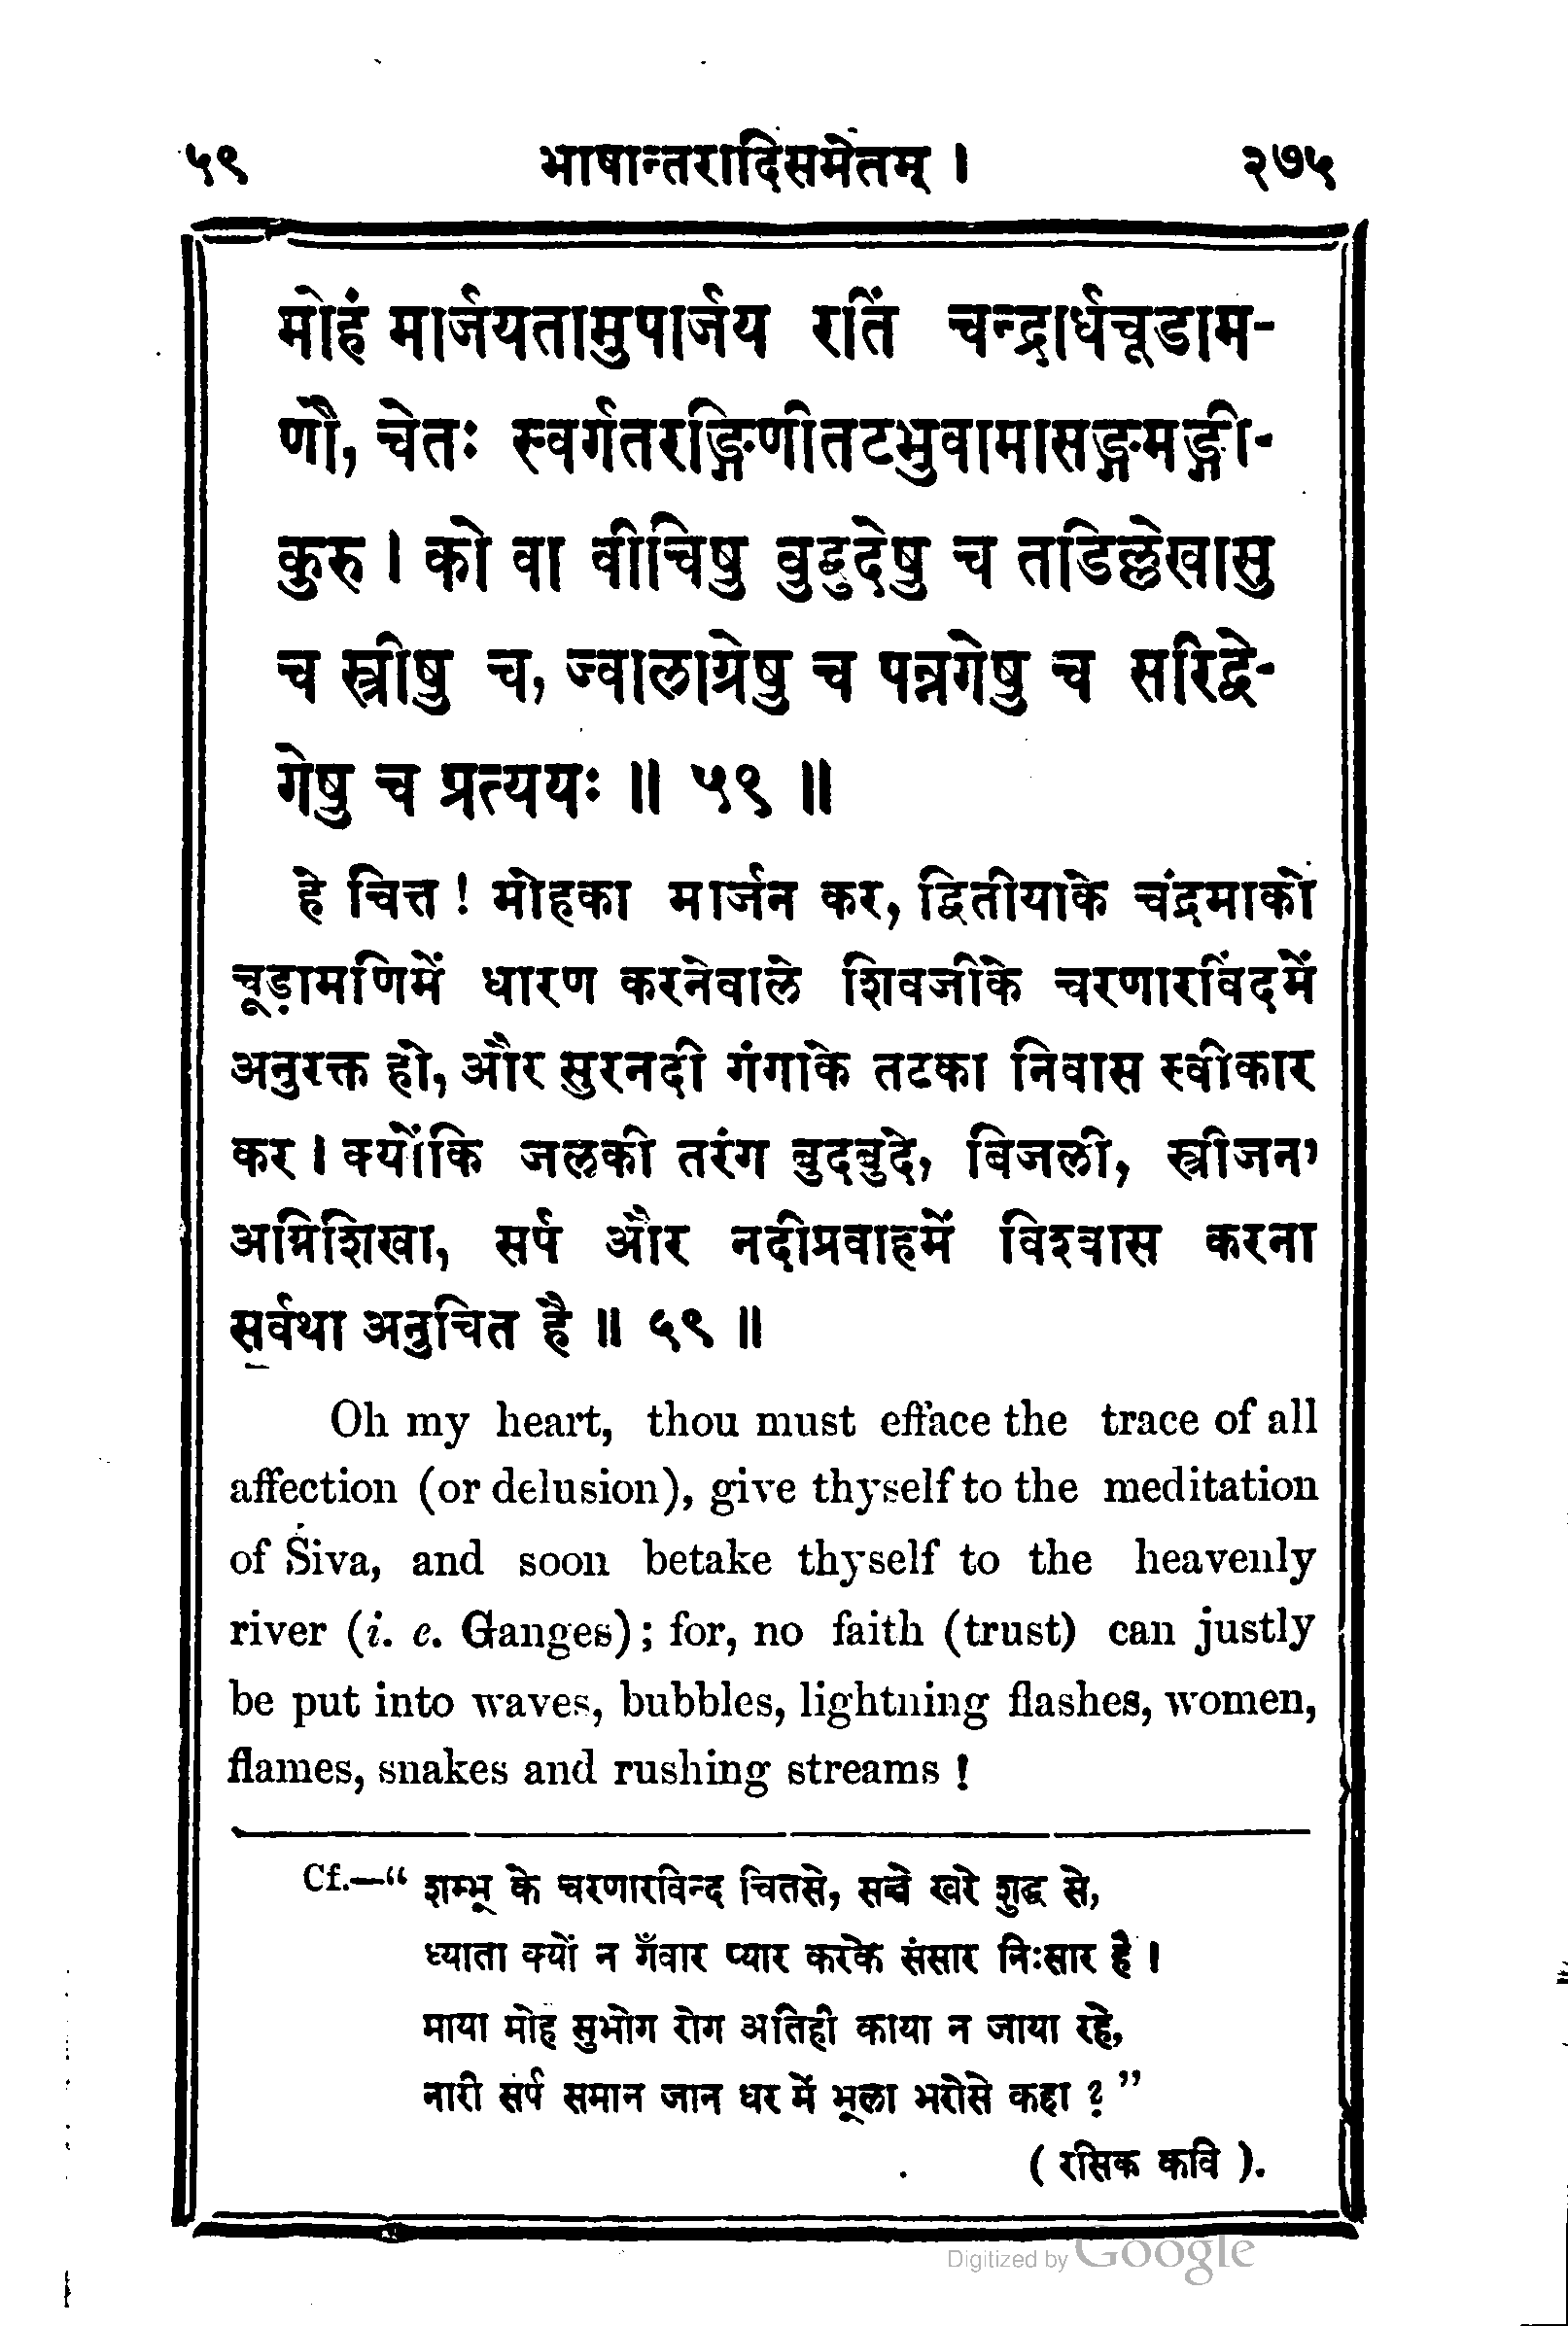 ५९ भाषान्तरादिसमेतम् । २७५
मोहं मार्जयतामुपार्जय रतिं चन्द्रार्धचूडाम-
णौ, चेतः स्वर्गतरङ्गिणीतटभुवामासङ्गमङ्गी-
कुरु । को वा वीचिषु बुद्बुदेषु च तडिल्लेखासु
च स्त्रीषु च, ज्वालाग्रेषु च पन्नगेषु च सरिद्वे-
गेषु च प्रत्ययः ॥ ५९ ॥
हे चित्त ! मोहका मार्जन कर, द्वितीयाके चंद्रमाको
चूड़ामणिमें धारण करनेवाले शिवजीके चरणारविंदमें
अनुरक्त हो, और सुरनदी गंगाके तटका निवास स्वीकार
कर । क्योंकि जलकी तरंग बुदबुदे, बिजली, स्त्रीजन’
अग्निशिखा, सर्प और नदीप्रवाहमें विश्वास करना
सर्वथा अनुचित है ॥ ५९ ॥
Oh my heart, thou must efface the trace of all
affection (or delusion), give thyself to the meditation
of Śiva, and soon betake thyself to the heavenly
river (i. e. Ganges); for, no faith (trust) can justly
be put into waves, bubbles, lightning flashes, women,
flames, snakes and rushing streams !
Cf.—“ शम्भू के चरणारविन्द चितसे, सच्चे खरे शुद्ध से,
ध्याता क्यों न गँवार प्यार करके संसार निःसार है ।
माया मोह सुभोग रोग अतिही काया न जाया रहे,
नारी सर्प समान जान धर में भूला भरोसे कहा ? ”
( रसिक कवि ).
Digitized by Google